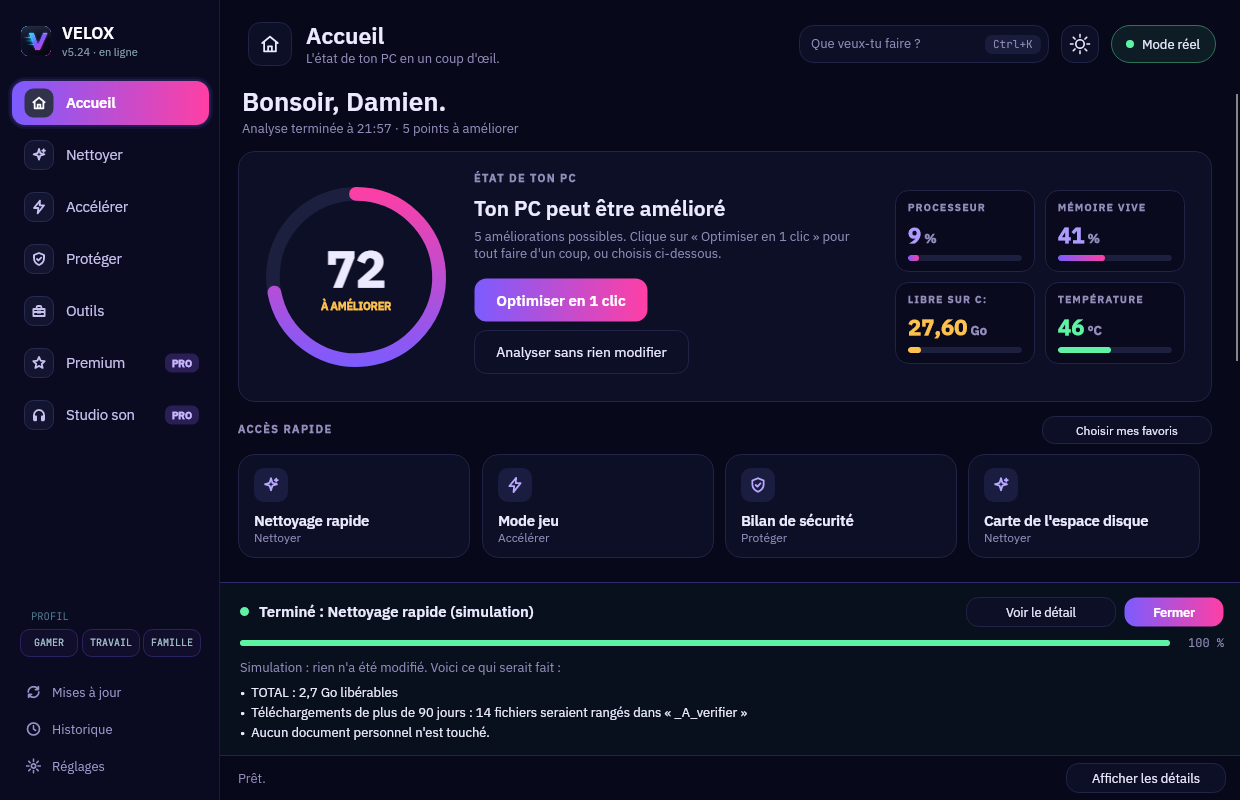 VELOX
v5.24 · en ligne
Accueil
Nettoyer
Accélérer
Protéger
Outils
Premium PRO
Studio son PRO
PROFIL
GAMER TRAVAIL FAMILLE
Mises à jour
Historique
Réglages
Accueil
L'état de ton PC en un coup d'œil.
Que veux-tu faire ? Ctrl+K
Mode réel
Bonsoir, Damien.
Analyse terminée à 21:57 · 5 points à améliorer
72
À AMÉLIORER
ÉTAT DE TON PC
Ton PC peut être amélioré
5 améliorations possibles. Clique sur « Optimiser en 1 clic » pour
tout faire d'un coup, ou choisis ci-dessous.
Optimiser en 1 clic
Analyser sans rien modifier
PROCESSEUR
9 %
MÉMOIRE VIVE
41 %
LIBRE SUR C:
27,60 Go
TEMPÉRATURE
46 °C
ACCÈS RAPIDE
Choisir mes favoris
Nettoyage rapide
Nettoyer
Mode jeu
Accélérer
Bilan de sécurité
Protéger
Carte de l'espace disque
Nettoyer
Terminé : Nettoyage rapide (simulation)
Voir le détail
Fermer
100 %
Simulation : rien n'a été modifié. Voici ce qui serait fait :
• TOTAL : 2,7 Go libérables
• Téléchargements de plus de 90 jours : 14 fichiers seraient rangés dans « _A_verifier »
• Aucun document personnel n'est touché.
Prêt.
Afficher les détails